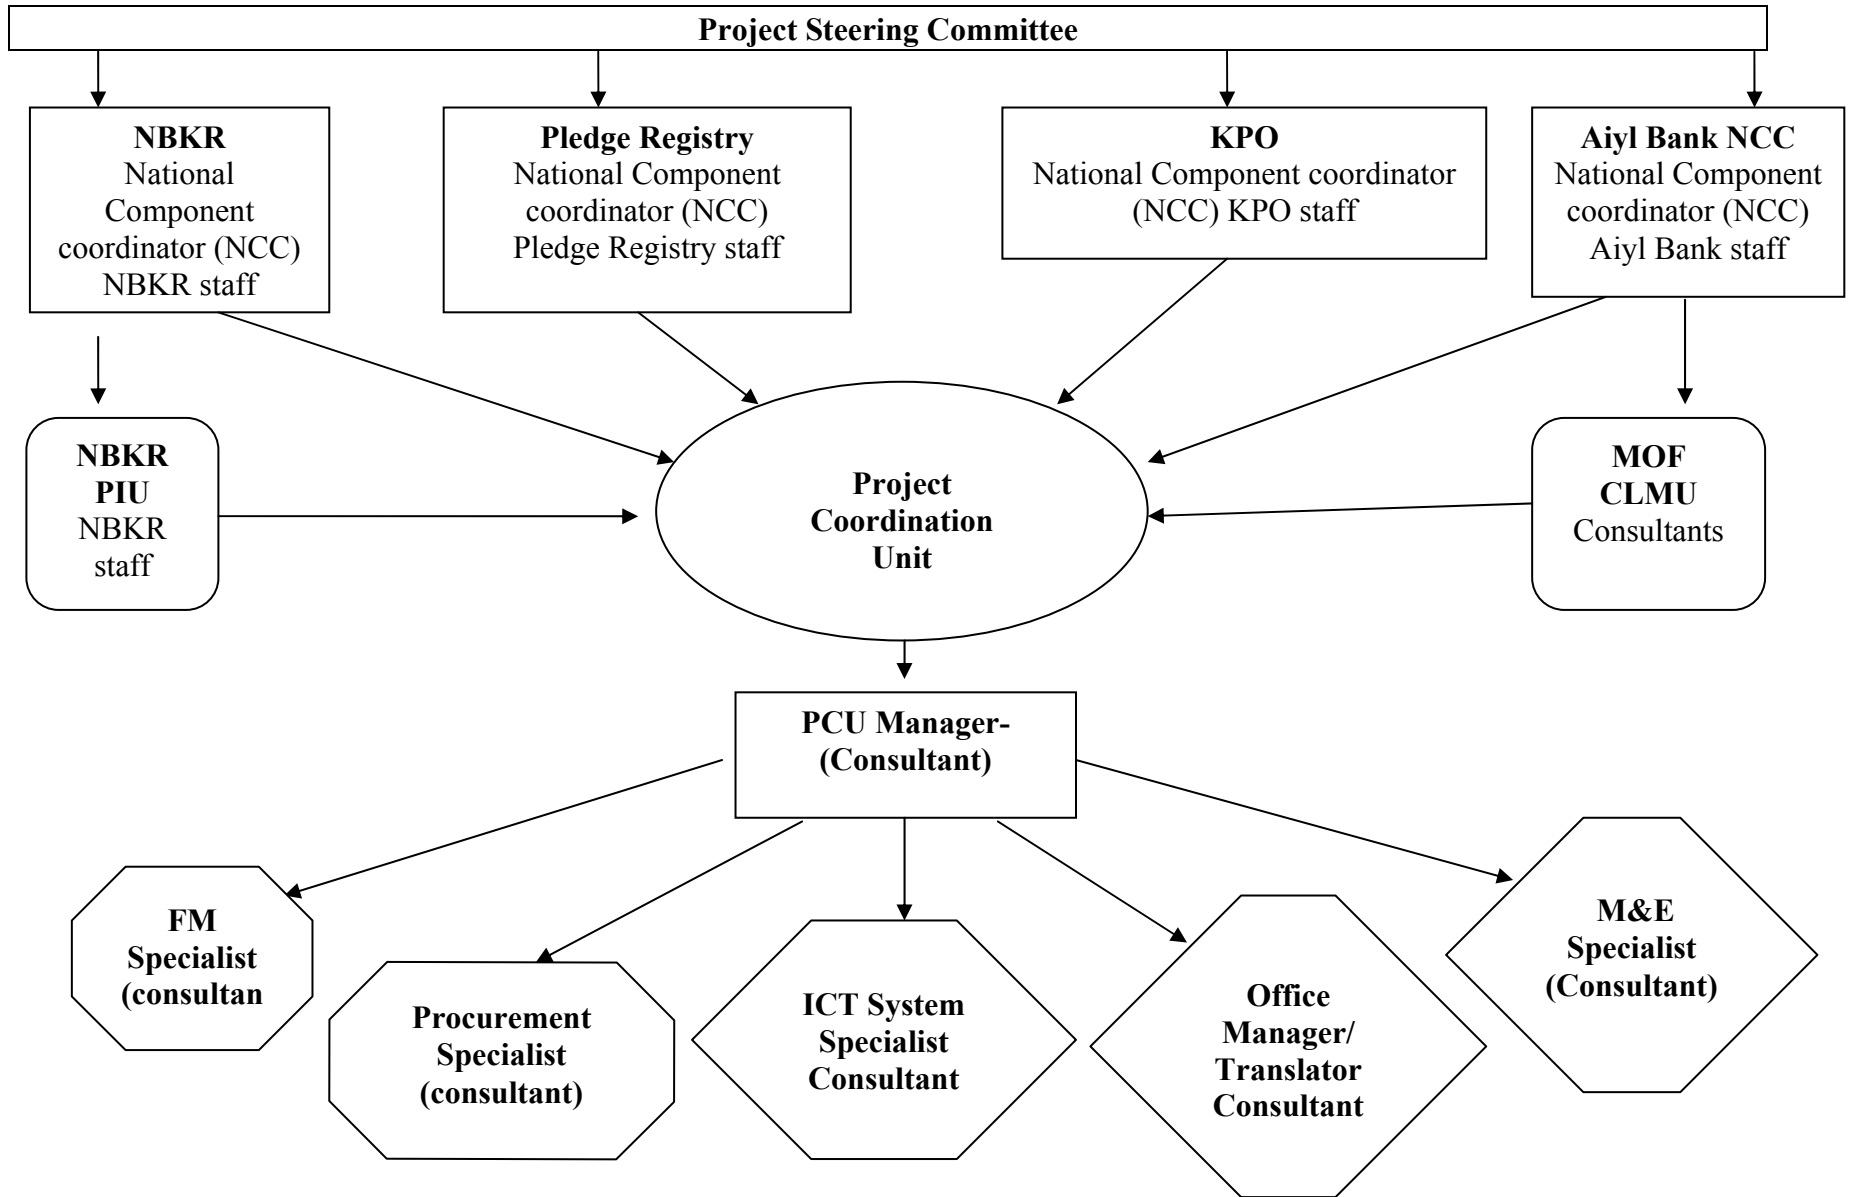 Project Steering Committee
NBKR
National
Component
coordinator (NCC)
NBKR staff
Pledge Registry
National Component
coordinator (NCC)
Pledge Registry staff
KPO
National Component coordinator
(NCC) KPO staff
Aiyl Bank NCC
National Component
coordinator (NCC)
Aiyl Bank staff
NBKR
PIU
NBKR
staff
Project
Coordination
Unit
MOF
CLMU
Consultants
PCU Manager-
(Consultant)
FM
Specialist
(consultan
Procurement
Specialist
(consultant)
ICT System
Specialist
Consultant
Office
Manager/
Translator
Consultant
M&E
Specialist
(Consultant)